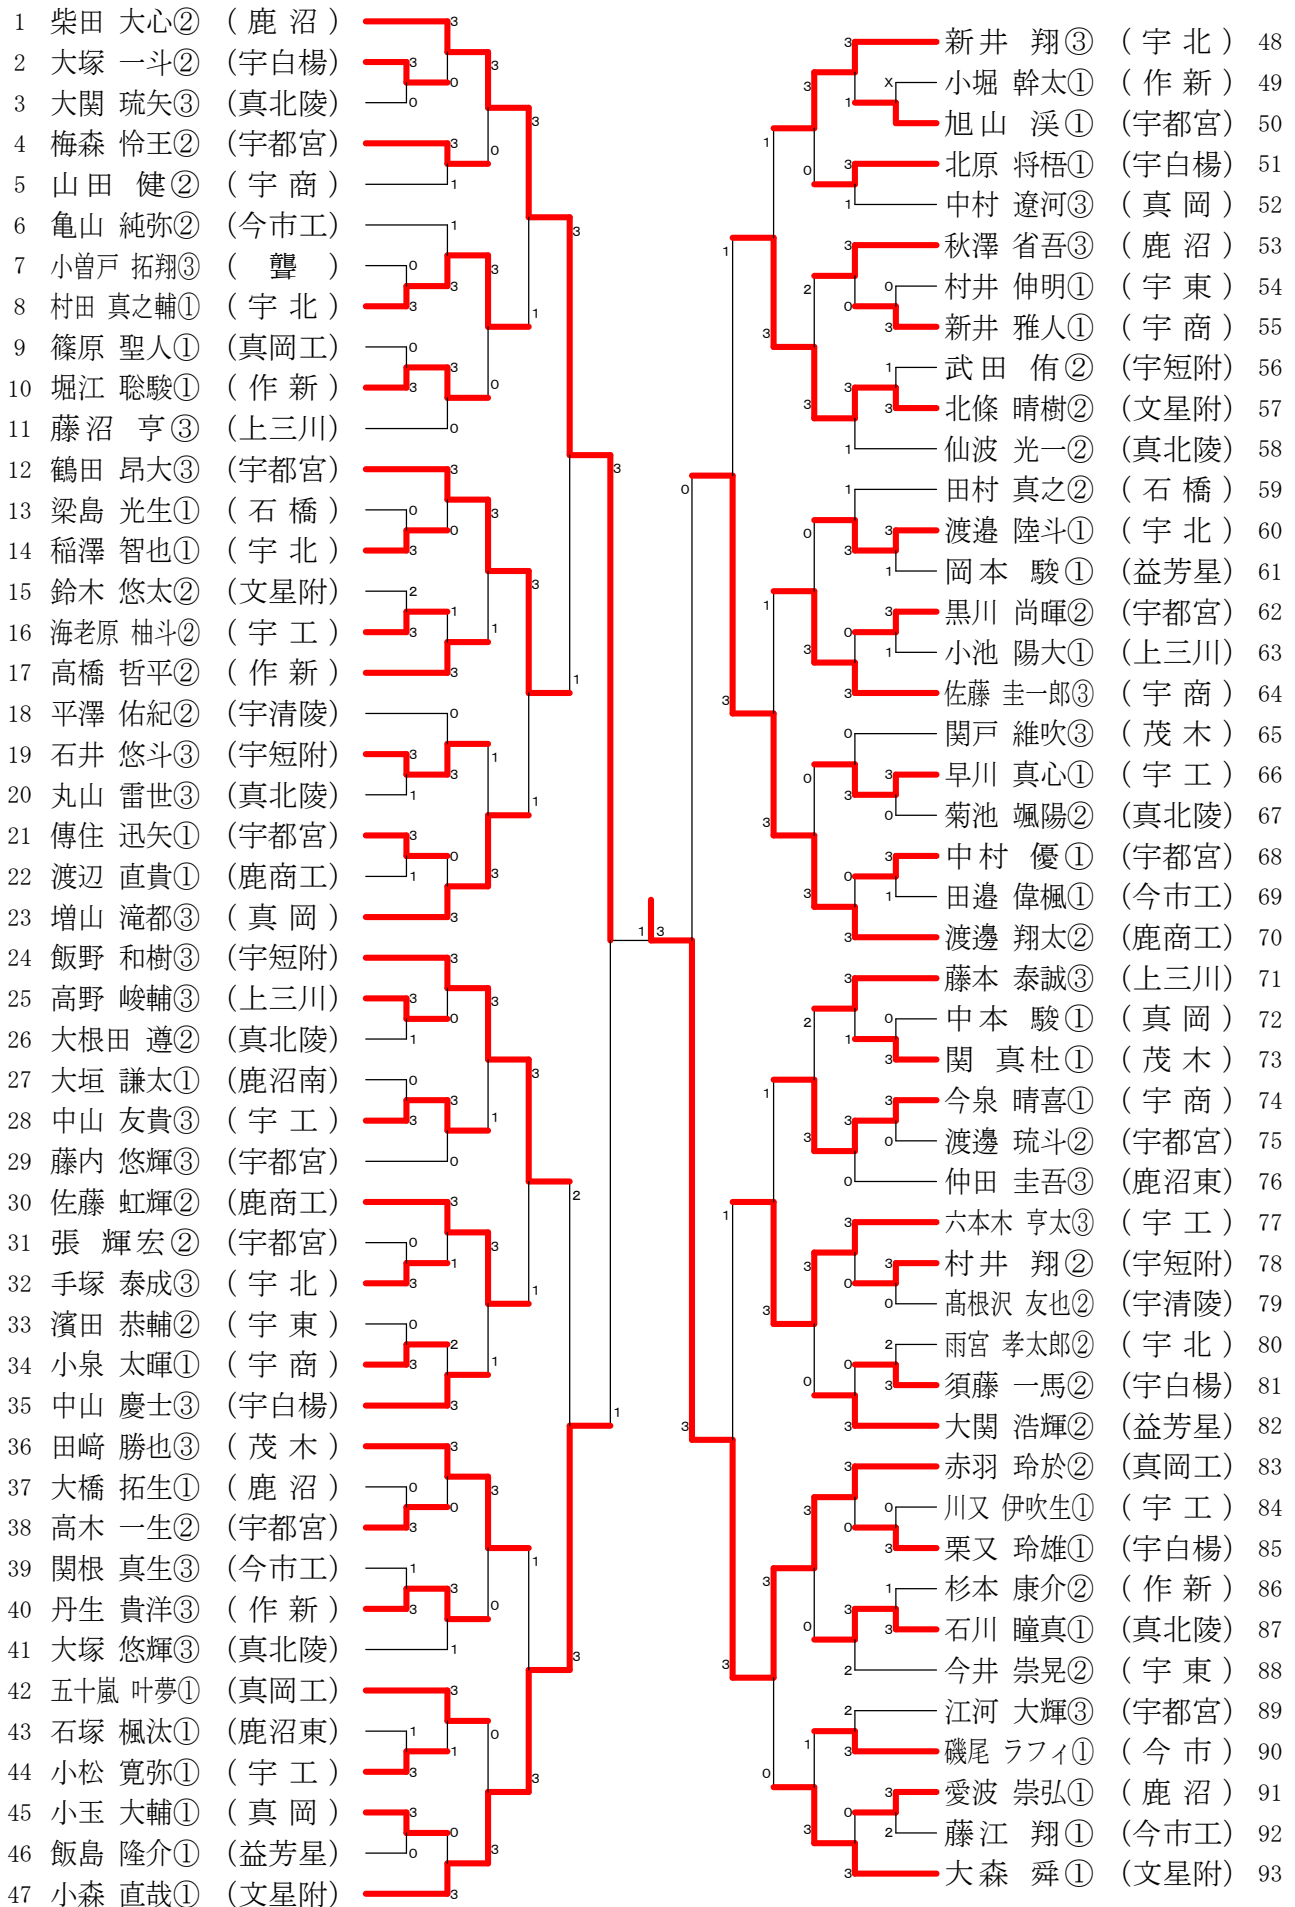 1 柴田 大心② （ 鹿 沼 ）
2 大塚 一斗② （宇白楊）
3 大関 琉矢③ （真北陵）
4 梅森 怜王② （宇都宮）
5 山田 健② （ 宇 商 ）
6 亀山 純弥② （今市工）
7 小曽戸 拓翔③ （ 聾 ）
8 村田 真之輔① （ 宇 北 ）
9 篠原 聖人① （真岡工）
10 堀江 聡駿① （ 作 新 ）
11 藤沼 亨③ （上三川）
12 鶴田 昂大③ （宇都宮）
13 梁島 光生① （ 石 橋 ）
14 稲澤 智也① （ 宇 北 ）
15 鈴木 悠太② （文星附）
16 海老原 柚斗② （ 宇 工 ）
17 高橋 哲平② （ 作 新 ）
18 平澤 佑紀② （宇清陵）
19 石井 悠斗③ （宇短附）
20 丸山 雷世③ （真北陵）
21 傳住 迅矢① （宇都宮）
22 渡辺 直貴① （鹿商工）
23 増山 滝都③ （ 真 岡 ）
24 飯野 和樹③ （宇短附）
25 高野 峻輔③ （上三川）
26 大根田 遵② （真北陵）
27 大垣 謙太① （鹿沼南）
28 中山 友貴③ （ 宇 工 ）
29 藤内 悠輝③ （宇都宮）
30 佐藤 虹輝② （鹿商工）
31 張 輝宏② （宇都宮）
32 手塚 泰成③ （ 宇 北 ）
33 濱田 恭輔② （ 宇 東 ）
34 小泉 太暉① （ 宇 商 ）
35 中山 慶士③ （宇白楊）
36 田﨑 勝也③ （ 茂 木 ）
37 大橋 拓生① （ 鹿 沼 ）
38 高木 一生② （宇都宮）
39 関根 真生③ （今市工）
40 丹生 貴洋③ （ 作 新 ）
41 大塚 悠輝③ （真北陵）
42 五十嵐 叶夢① （真岡工）
43 石塚 楓汰① （鹿沼東）
44 小松 寛弥① （ 宇 工 ）
45 小玉 大輔① （ 真 岡 ）
46 飯島 隆介① （益芳星）
47 小森 直哉① （文星附）
新井 翔③ （ 宇 北 ） 48
小堀 幹太① （ 作 新 ） 49
旭山 渓① （宇都宮） 50
北原 将梧① （宇白楊） 51
中村 遼河③ （ 真 岡 ） 52
秋澤 省吾③ （ 鹿 沼 ） 53
村井 伸明① （ 宇 東 ） 54
新井 雅人① （ 宇 商 ） 55
武田 侑② （宇短附） 56
北條 晴樹② （文星附） 57
仙波 光一② （真北陵） 58
田村 真之② （ 石 橋 ） 59
渡邉 陸斗① （ 宇 北 ） 60
岡本 駿① （益芳星） 61
黒川 尚暉② （宇都宮） 62
小池 陽大① （上三川） 63
佐藤 圭一郎③ （ 宇 商 ） 64
関戸 維吹③ （ 茂 木 ） 65
早川 真心① （ 宇 工 ） 66
菊池 颯陽② （真北陵） 67
中村 優① （宇都宮） 68
田邉 偉楓① （今市工） 69
渡邊 翔太② （鹿商工） 70
藤本 泰誠③ （上三川） 71
中本 駿① （ 真 岡 ） 72
関 真杜① （ 茂 木 ） 73
今泉 晴喜① （ 宇 商 ） 74
渡邊 琉斗② （宇都宮） 75
仲田 圭吾③ （鹿沼東） 76
六本木 亨太③ （ 宇 工 ） 77
村井 翔② （宇短附） 78
髙根沢 友也② （宇清陵） 79
雨宮 孝太郎② （ 宇 北 ） 80
須藤 一馬② （宇白楊） 81
大関 浩輝② （益芳星） 82
赤羽 玲於② （真岡工） 83
川又 伊吹生① （ 宇 工 ） 84
栗又 玲雄① （宇白楊） 85
杉本 康介② （ 作 新 ） 86
石川 瞳真① （真北陵） 87
今井 崇晃② （ 宇 東 ） 88
江河 大輝③ （宇都宮） 89
磯尾 ラフィ① （ 今 市 ） 90
愛波 崇弘① （ 鹿 沼 ） 91
藤江 翔① （今市工） 92
大森 舜① （文星附） 93
1 3